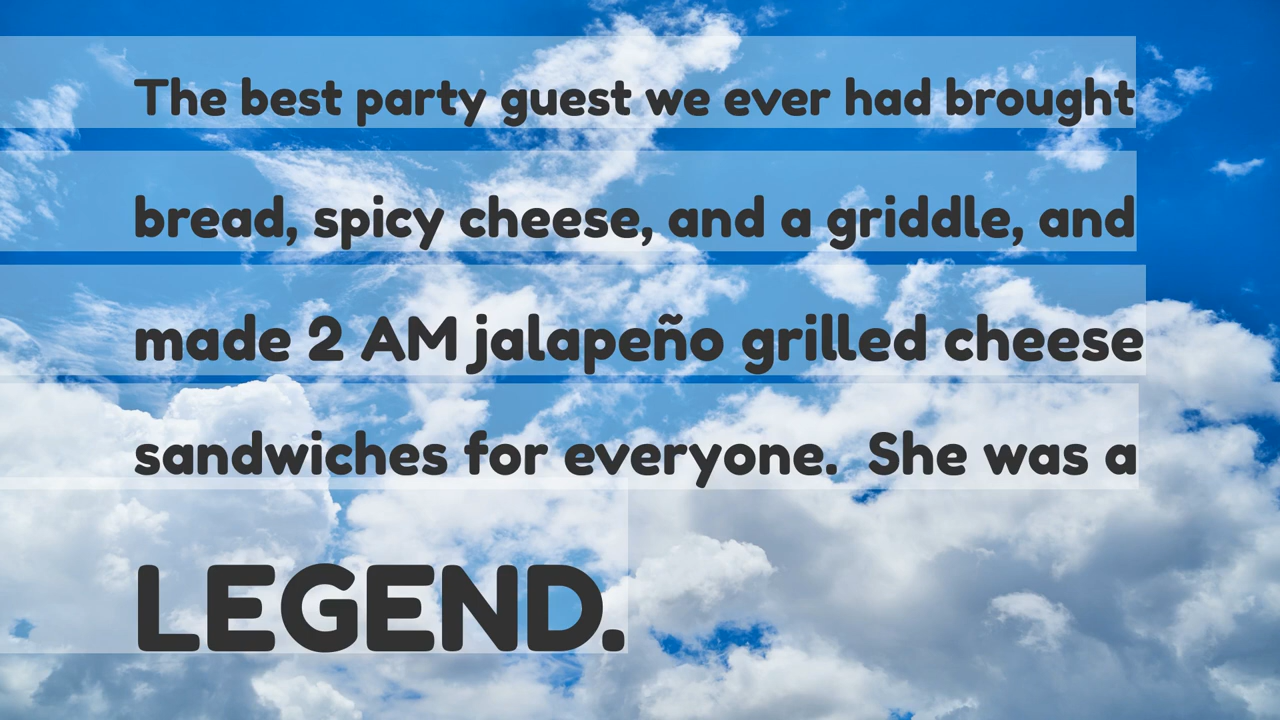 The best party guest we ever had brought
bread, spicy cheese, and a griddle, and
made 2 AM jalapeño grilled cheese
sandwiches for everyone.  She was a
LEGEND.